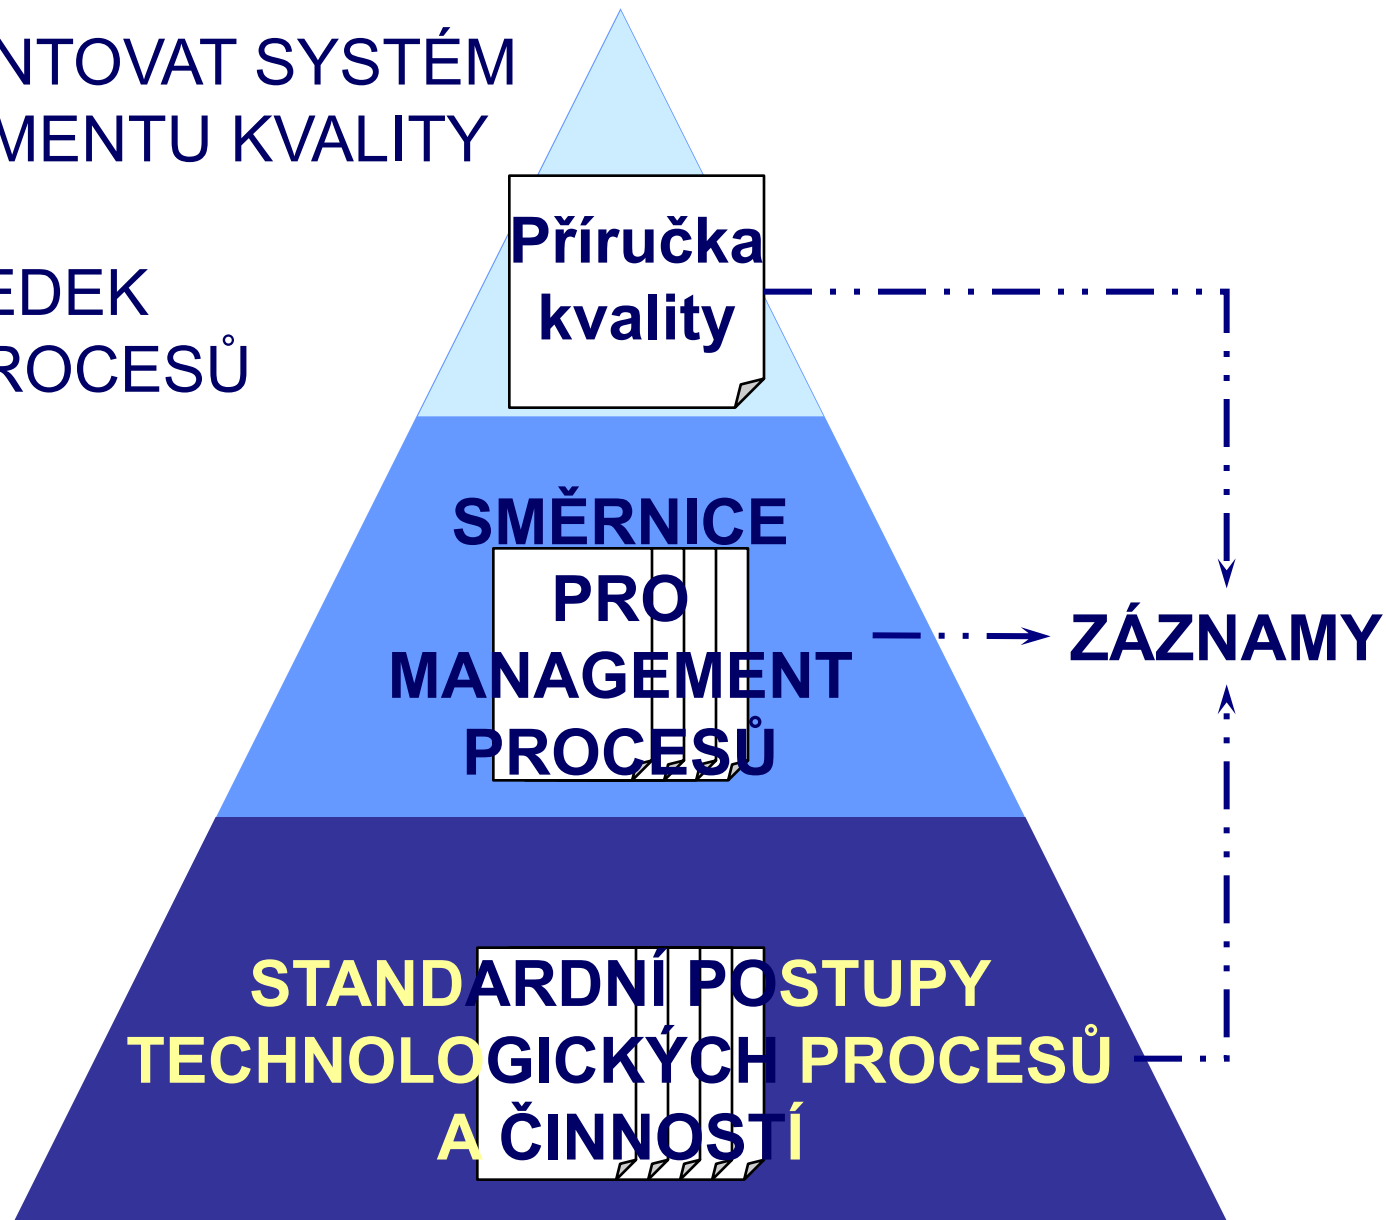 NTOVAT SYSTÉM
MENTU KVALITY
EDEK
ROCESŮ
Příručka
kvality
SMĚRNICE
PRO
MANAGEMENT
PROCESŮ
ZÁZNAMY
STANDARDNÍ POSTUPY
TECHNOLOGICKÝCH PROCESŮ
A ČINNOSTÍ